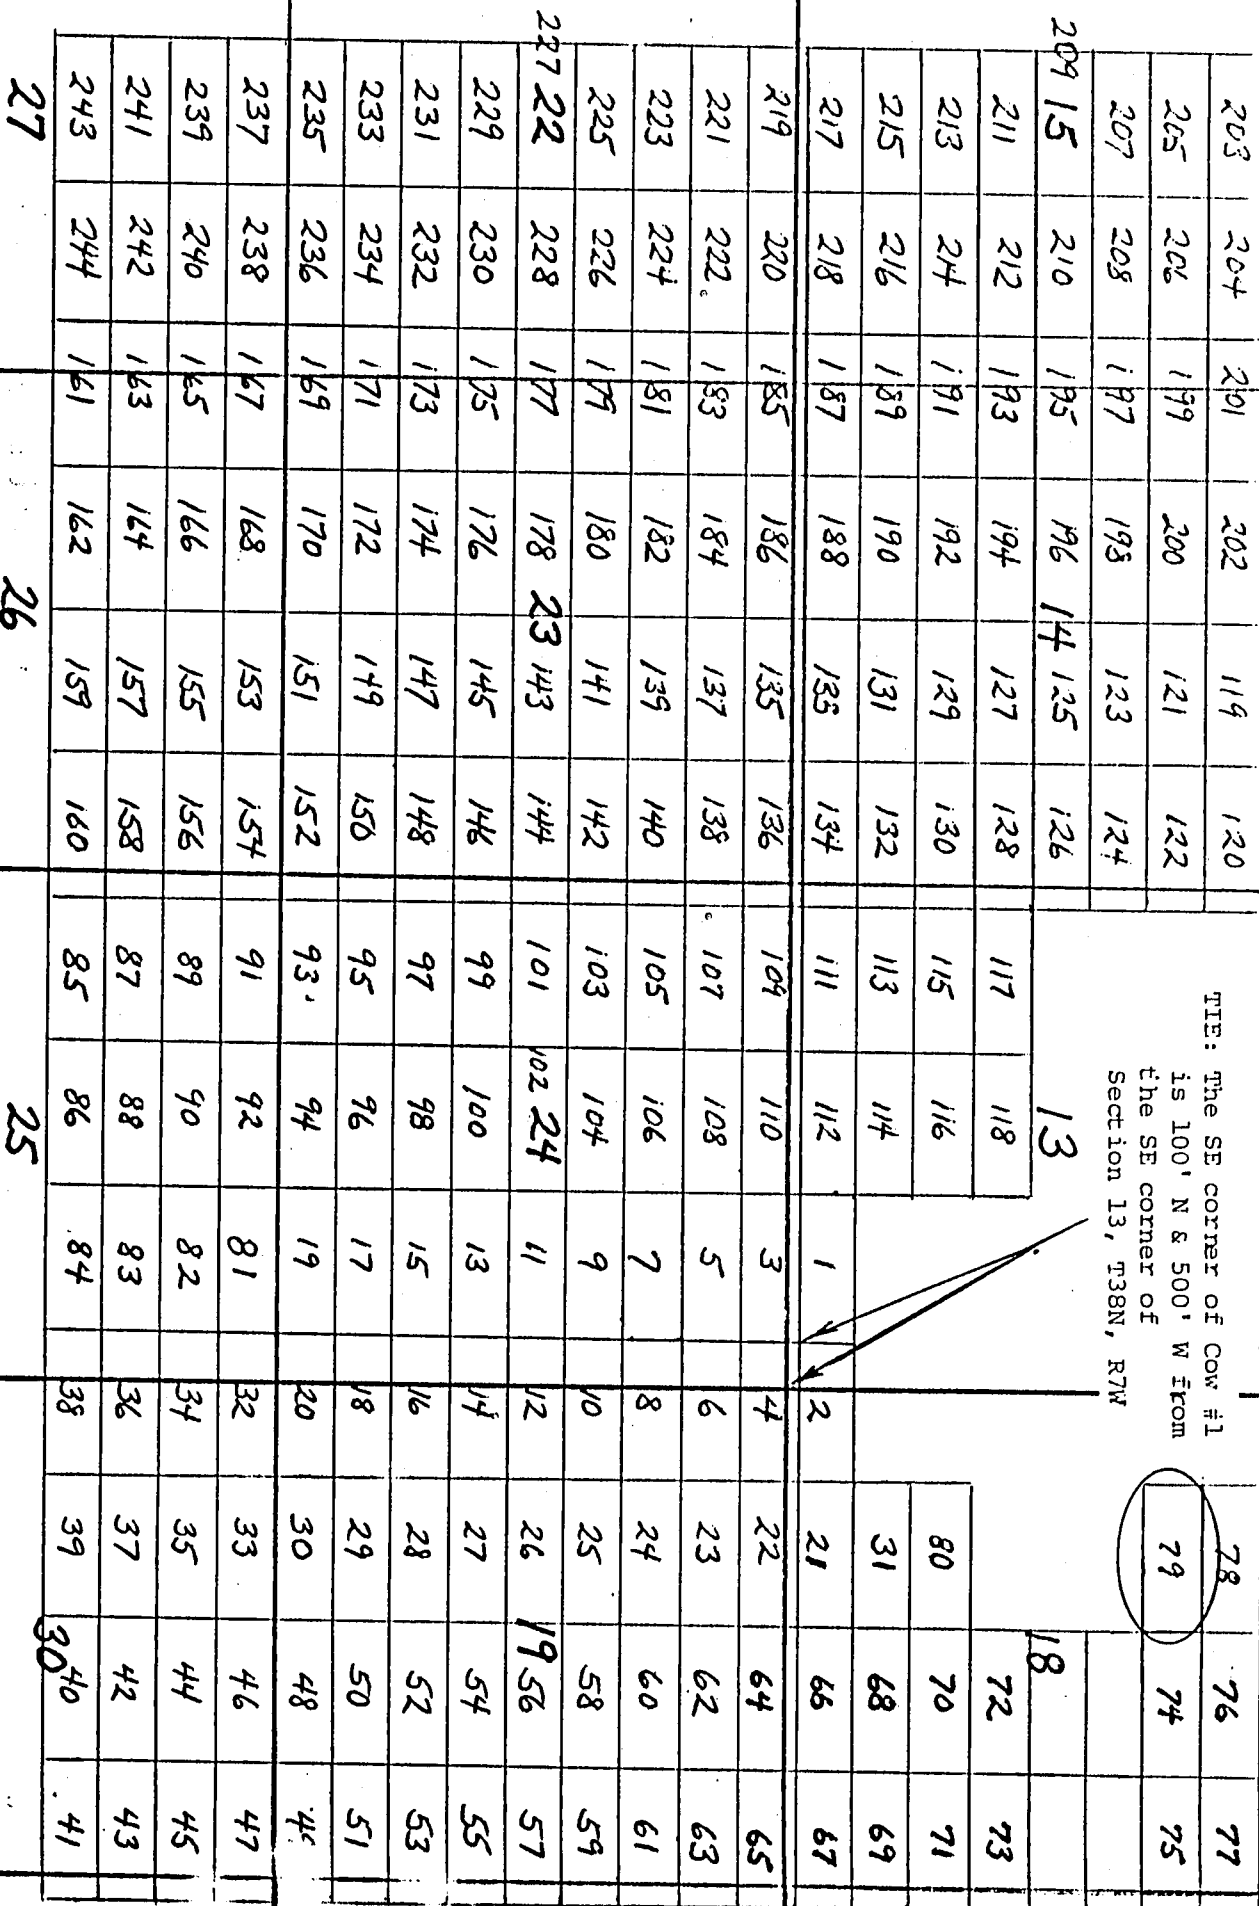 203 204 201 202 119 120 78 76 77
TIE: The SE corner of Cow #1
is 100' N & 500' W from
the SE corner of
Section 13, T38N, R7W
205 206 199 200 121 122 79 74 75
207 208 197 198 123 124
209 15 210 195 196 14 125 126 13 18
211 212 193 194 127 128 117 118 72 73
213 214 191 192 129 130 115 116 80 70 71
215 216 189 190 131 132 113 114 31 68 69
217 218 187 188 133 134 111 112 1 2 21 66 67
219 220 185 186 135 136 109 110 3 4 22 64 65
221 222 183 184 137 138 107 108 5 6 23 62 63
223 224 181 182 139 140 105 106 7 8 24 60 61
225 226 179 180 141 142 103 104 9 10 25 58 59
227 22 228 177 178 23 143 144 101 102 24 11 12 26 19 56 57
229 230 175 176 145 146 99 100 13 14 27 54 55
231 232 173 174 147 148 97 98 15 16 28 52 53
233 234 171 172 149 150 95 96 17 18 29 50 51
235 236 169 170 151 152 93 94 19 20 30 48
237 238 167 168 153 154 91 92 81 32 33 46 47
239 240 165 166 155 156 89 90 82 34 35 44 45
241 242 163 164 157 158 87 88 83 36 37 42 43
243 244 161 162 159 160 85 86 84 38 39 30 40 41
27 26 25